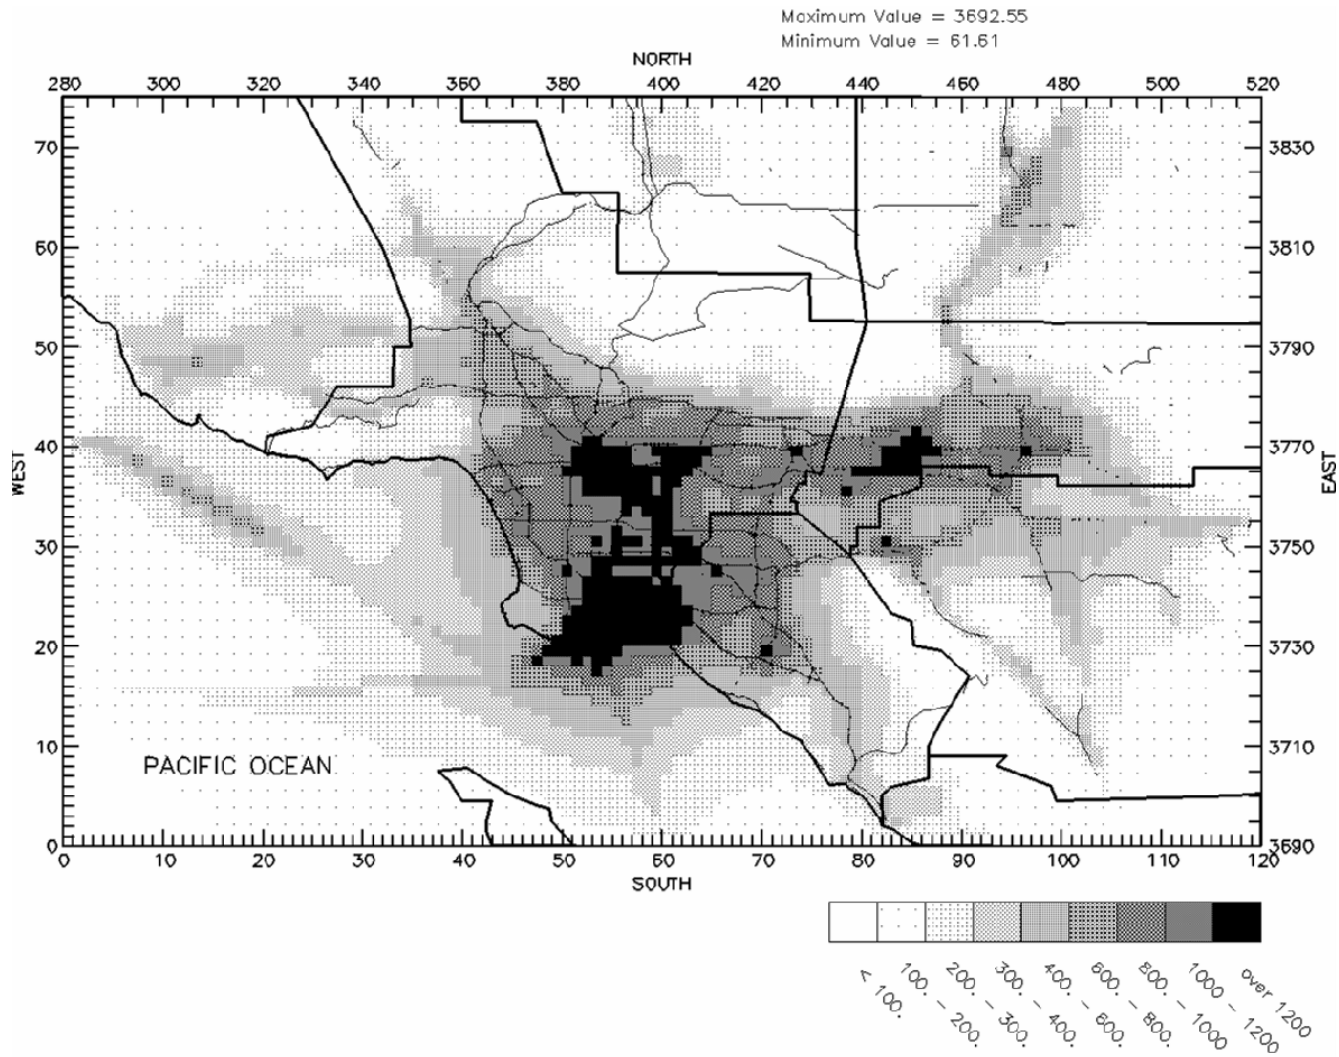 Maximum Value = 3692.55
Minimum Value = 61.61
NORTH
280 300 320 340 360 380 400 420 440 460 480 500 520
70 3830
60 3810
50 3790
40 3770
WEST
EAST
30 3750
20 3730
10 3710
PACIFIC OCEAN
0 3690
0 10 20 30 40 50 60 70 80 90 100 110 120
SOUTH
< 100.
100. - 200.
200. - 300.
300. - 400.
400. - 600.
600. - 800.
800. - 1000
1000 - 1200
over 1200